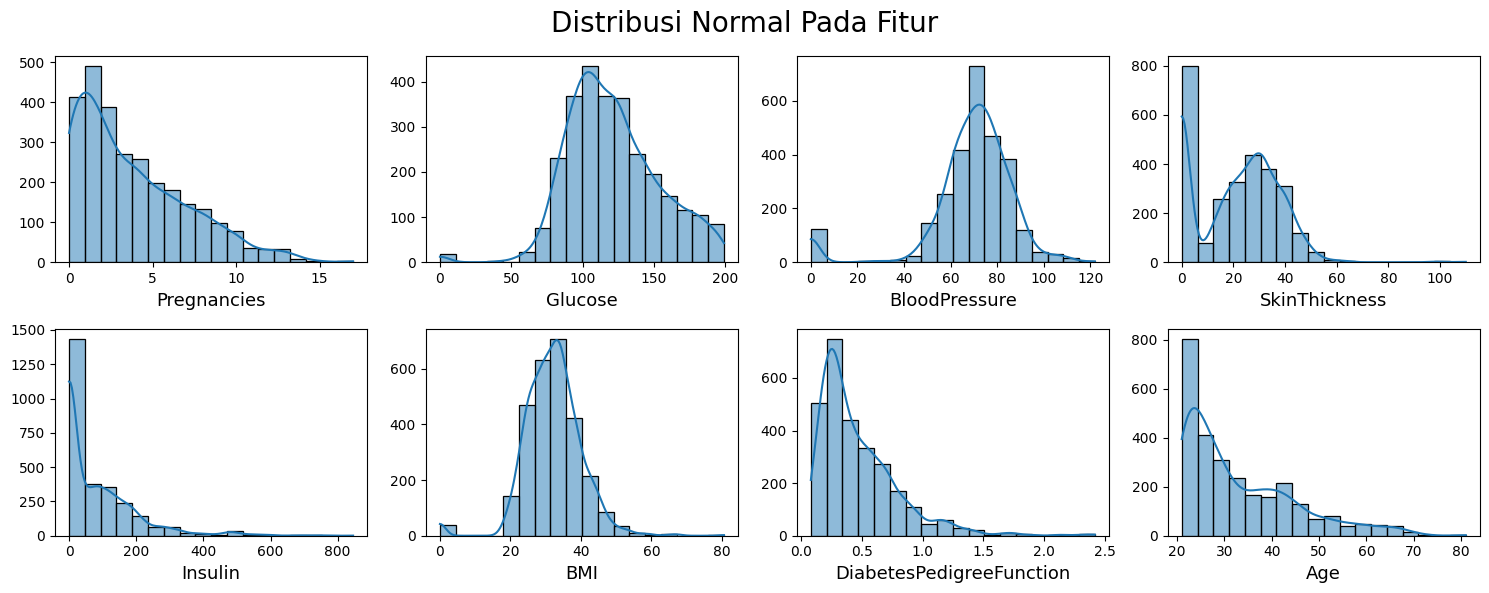 Distribusi Normal Pada Fitur
500
400
300
200
100
0
0 5 10 15
Pregnancies
400
300
200
100
0
0 50 100 150 200
Glucose
600
400
200
0
0 20 40 60 80 100 120
BloodPressure
800
600
400
200
0
0 20 40 60 80 100
SkinThickness
1500
1250
1000
750
500
250
0
0 200 400 600 800
Insulin
600
400
200
0
0 20 40 60 80
BMI
600
400
200
0
0.0 0.5 1.0 1.5 2.0 2.5
DiabetesPedigreeFunction
800
600
400
200
0
20 30 40 50 60 70 80
Age